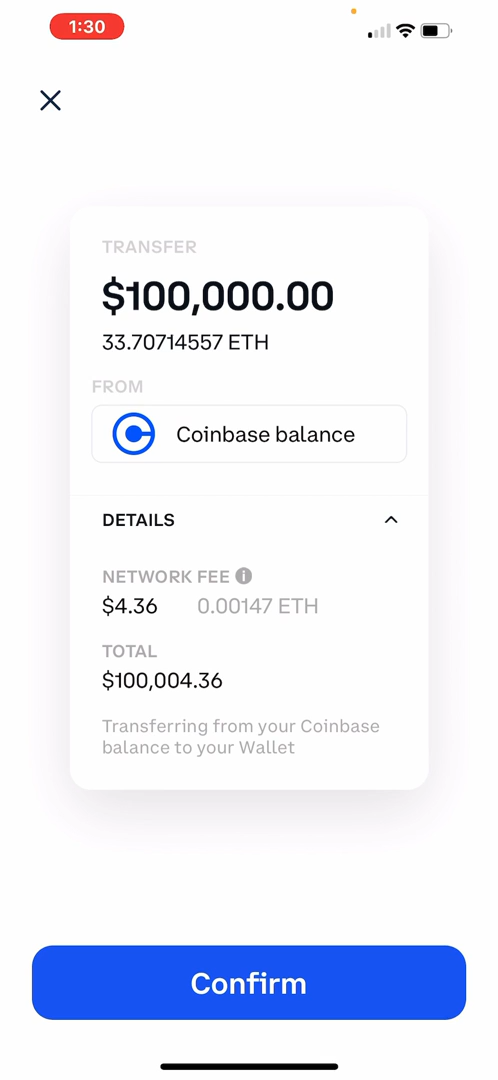 1:30
TRANSFER
$100,000.00
33.70714557 ETH
FROM
Coinbase balance
DETAILS
NETWORK FEE
$4.36 0.00147 ETH
TOTAL
$100,004.36
Transferring from your Coinbase
balance to your Wallet
Confirm